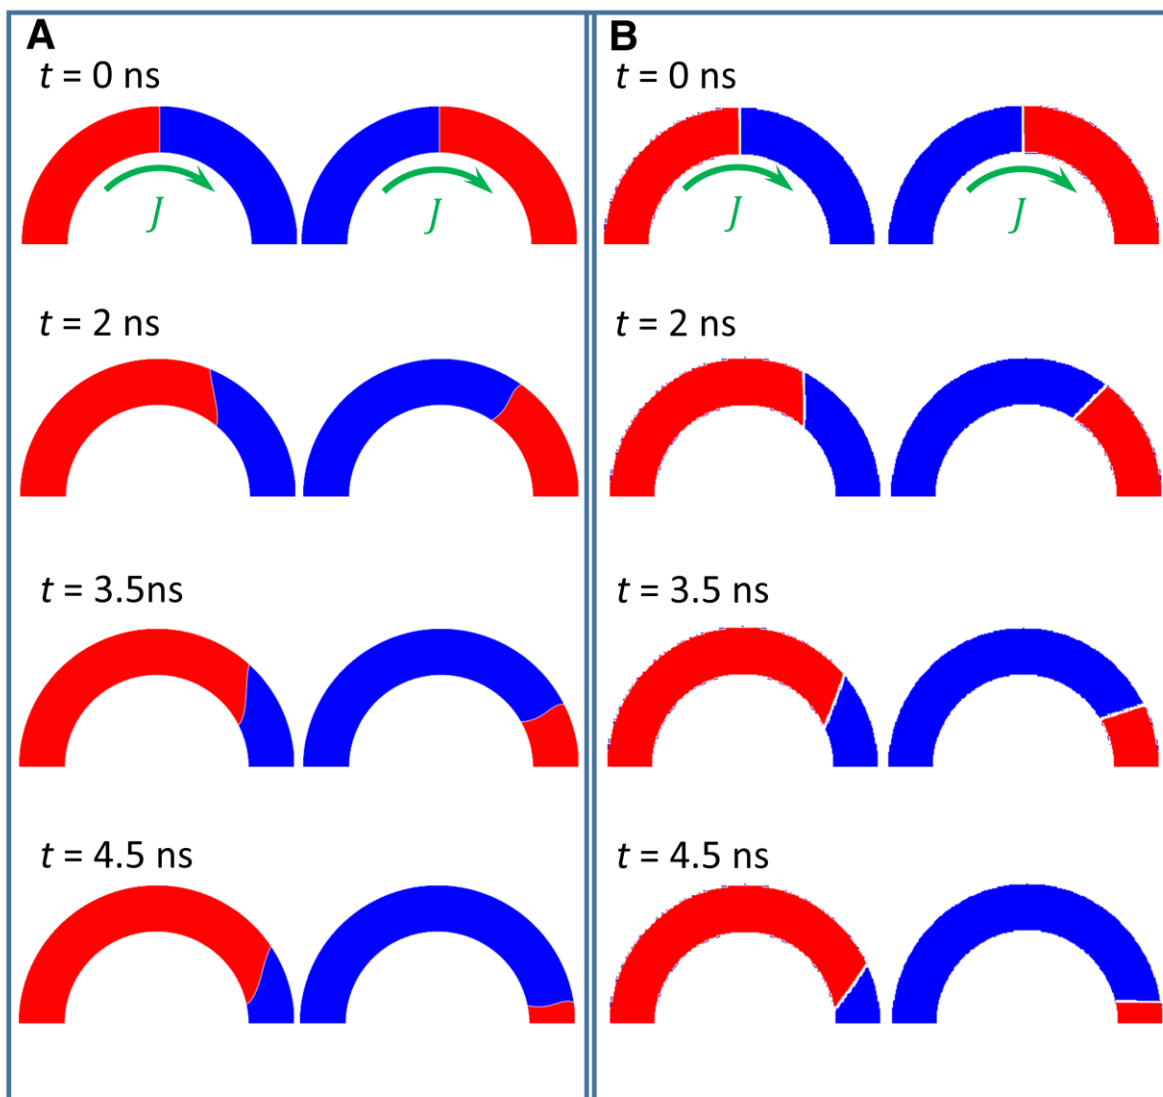 A
t = 0 ns
J
J
t = 2 ns
t = 3.5ns
t = 4.5 ns
B
t = 0 ns
J
J
t = 2 ns
t = 3.5 ns
t = 4.5 ns